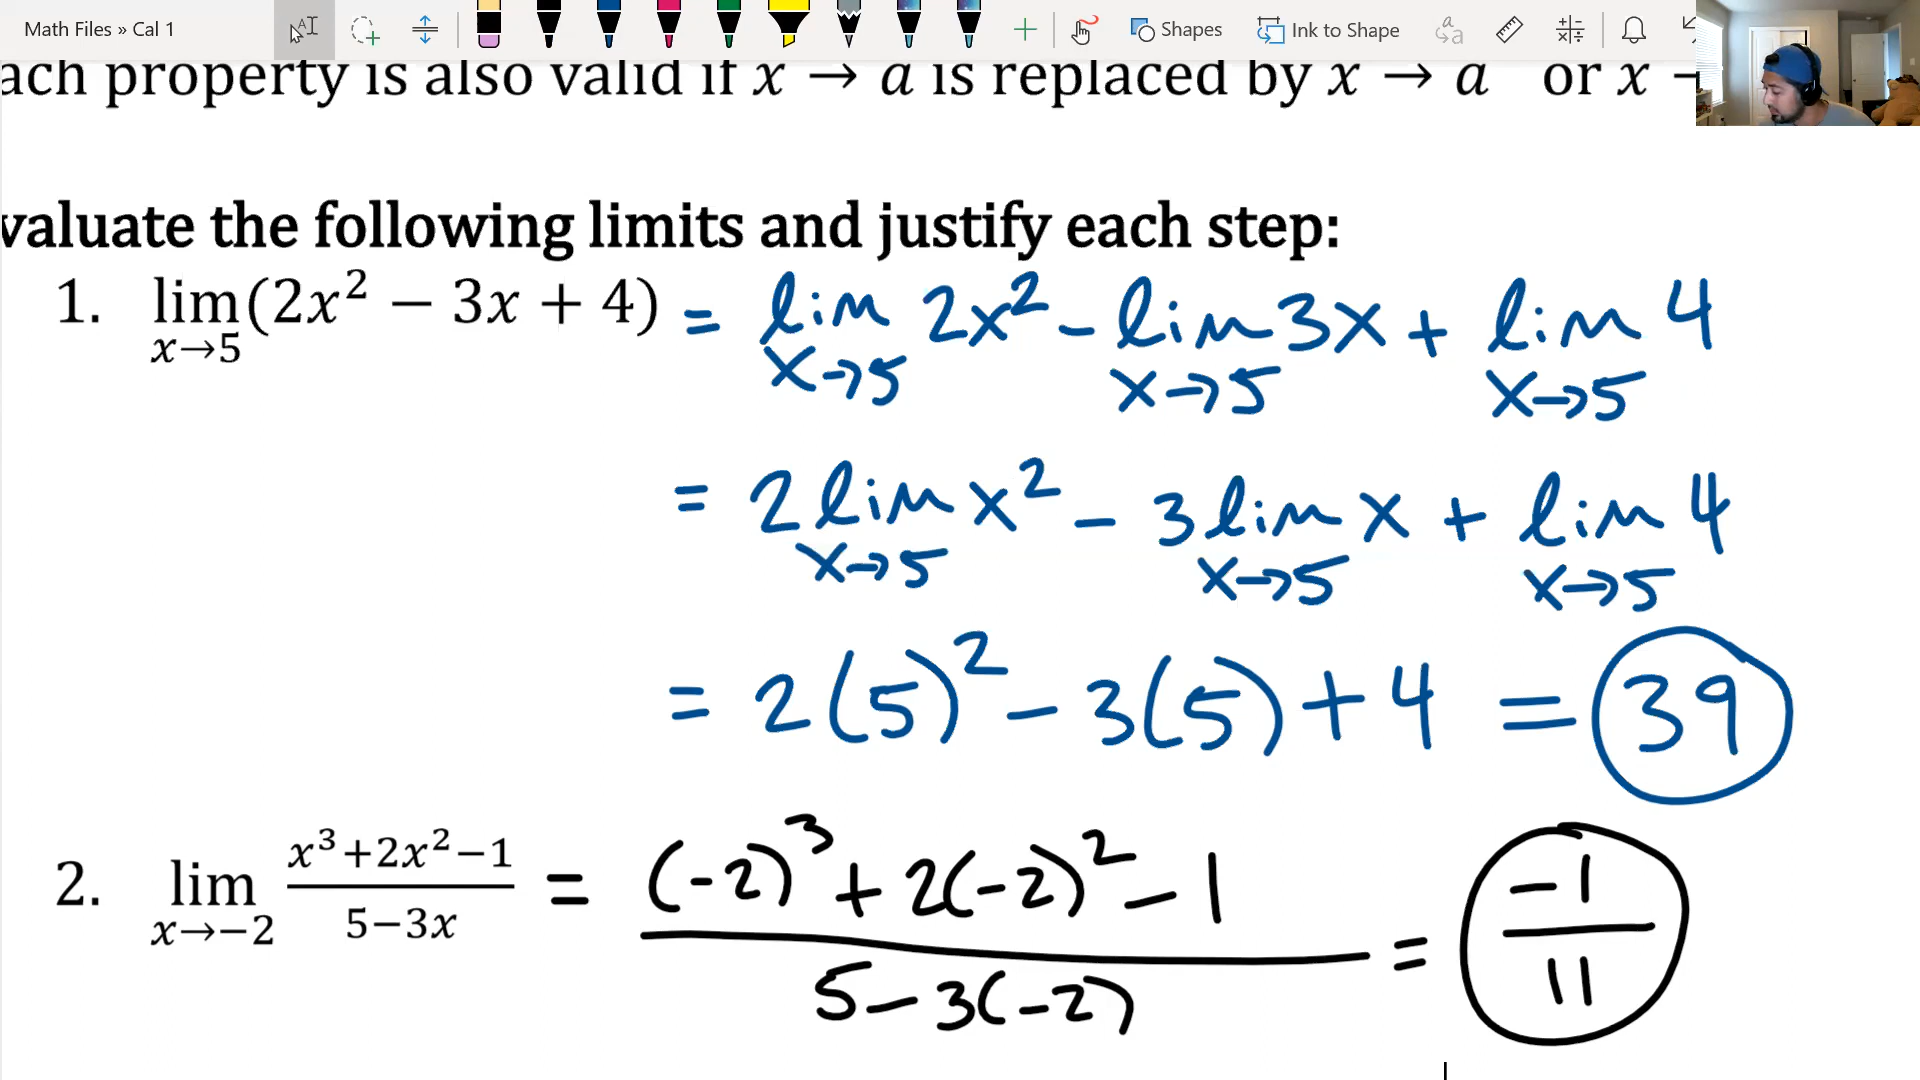 Math Files » Cal 1 Shapes Ink to Shape
ach property is also valid if x → a is replaced by x → a or x →
valuate the following limits and justify each step:
1. lim x→5 (2x² − 3x + 4) = lim x→5 2x² − lim x→5 3x + lim x→5 4
= 2 lim x→5 x² − 3 lim x→5 x + lim x→5 4
= 2(5)² − 3(5) + 4 = 39
2. lim x→−2 (x³+2x²−1)/(5−3x) = ((-2)³ + 2(-2)² − 1)/(5 − 3(-2)) = −1/11